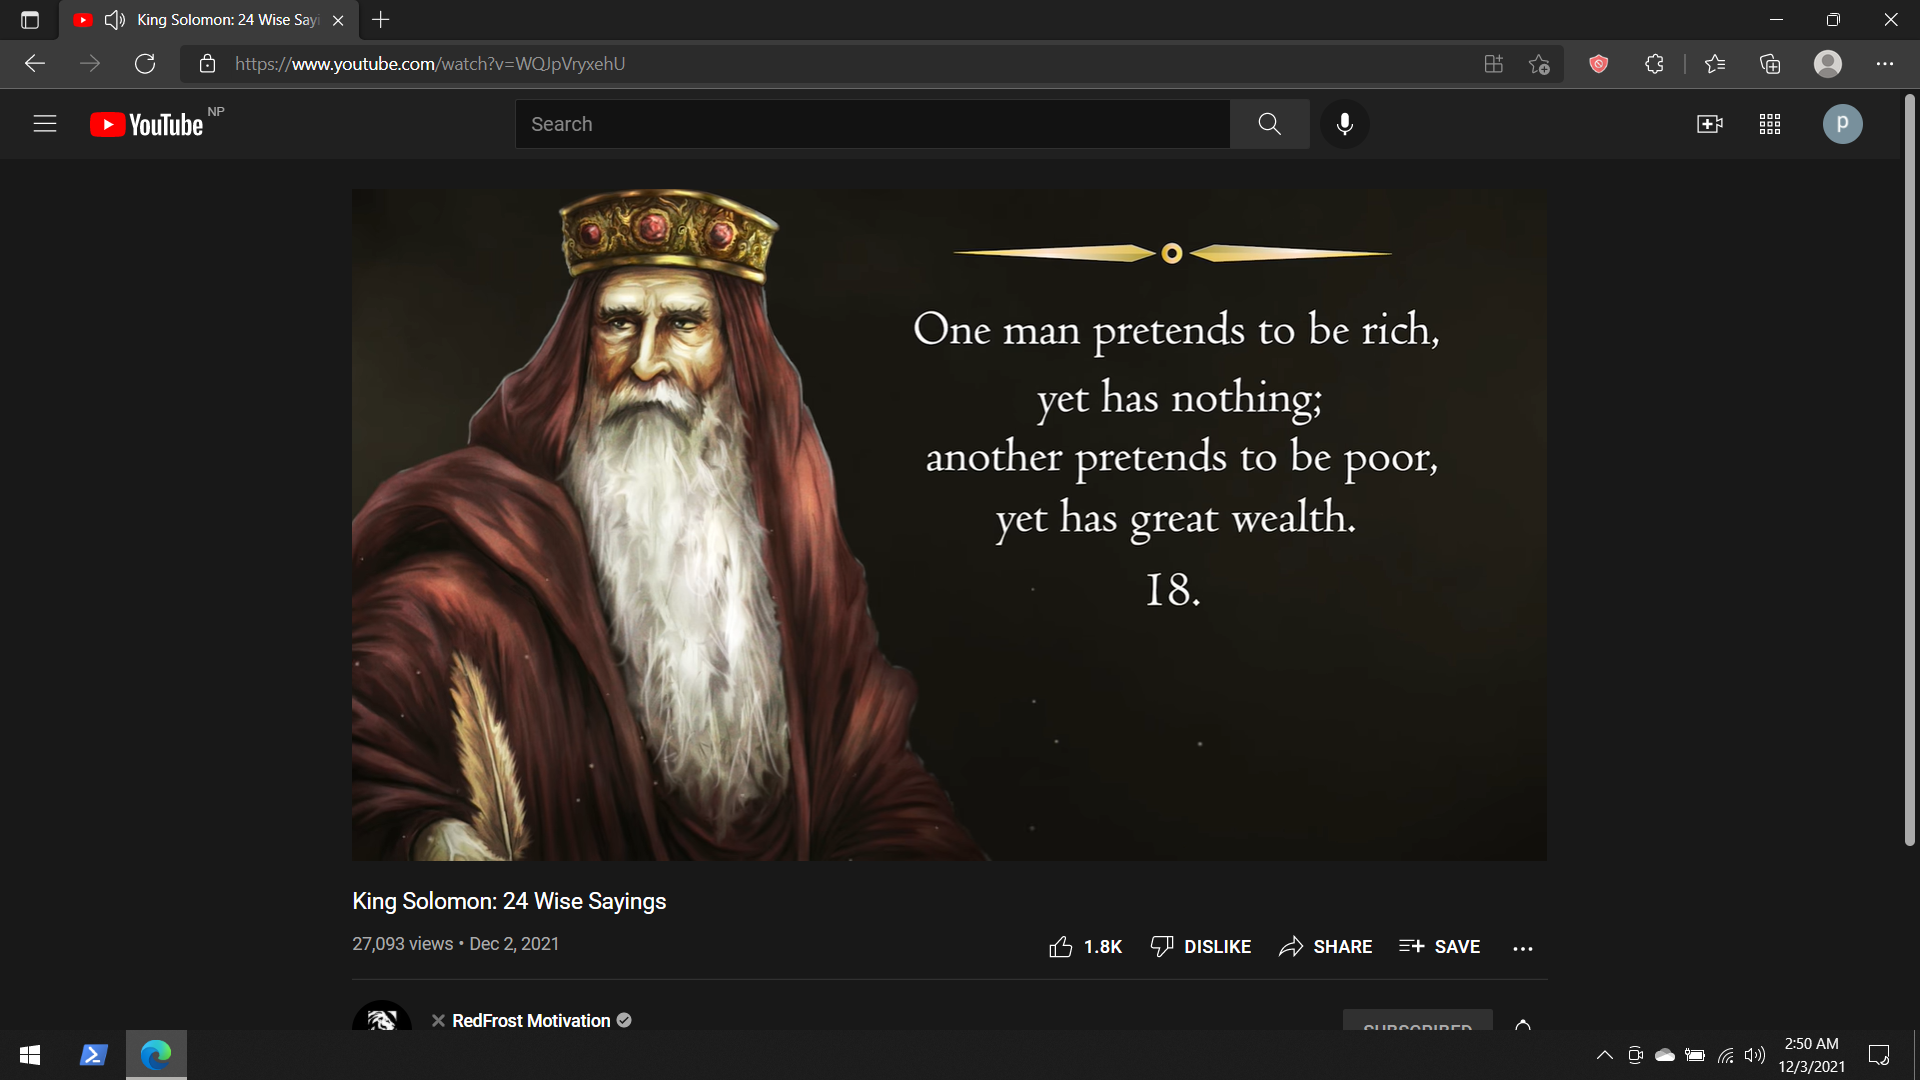 King Solomon: 24 Wise Sayi
https://www.youtube.com/watch?v=WQJpVryxehU
YouTube NP
Search
p
One man pretends to be rich,
yet has nothing;
another pretends to be poor,
yet has great wealth.
18.
King Solomon: 24 Wise Sayings
27,093 views • Dec 2, 2021
1.8K DISLIKE SHARE SAVE
RedFrost Motivation
SUBSCRIBED
2:50 AM
12/3/2021